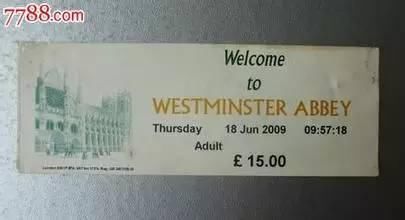 7788.com
Welcome
to
WESTMINSTER ABBEY
Thursday 18 Jun 2009 09:57:18
Adult
£ 15.00